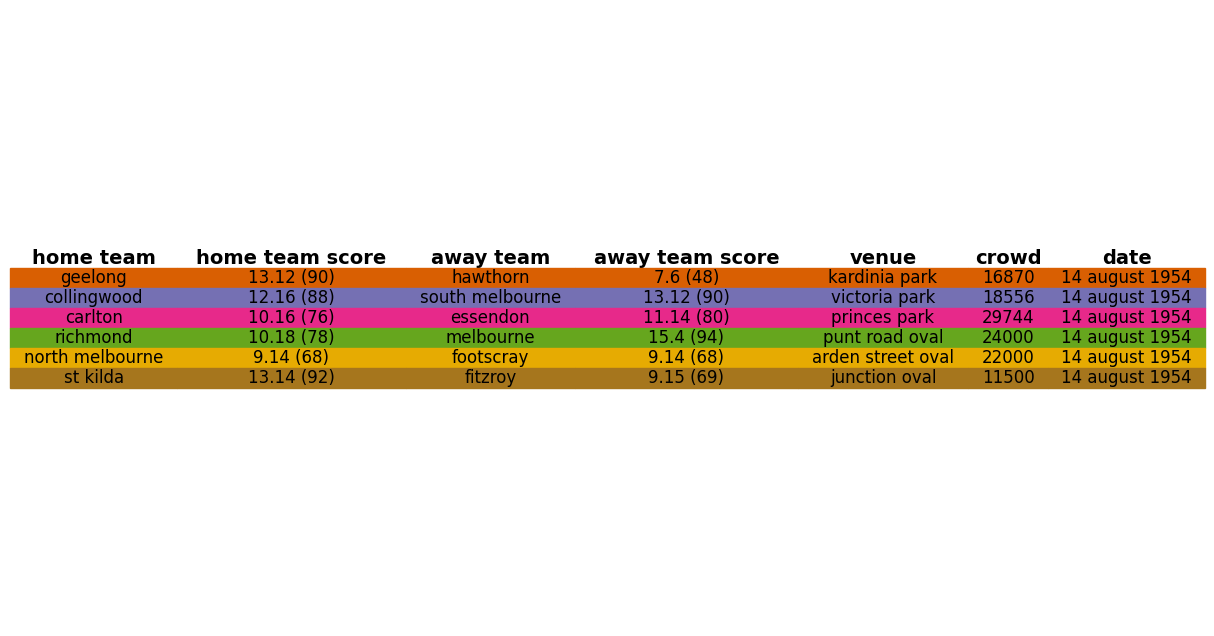 home team home team score away team away team score venue crowd date
geelong 13.12 (90) hawthorn 7.6 (48) kardinia park 16870 14 august 1954
collingwood 12.16 (88) south melbourne 13.12 (90) victoria park 18556 14 august 1954
carlton 10.16 (76) essendon 11.14 (80) princes park 29744 14 august 1954
richmond 10.18 (78) melbourne 15.4 (94) punt road oval 24000 14 august 1954
north melbourne 9.14 (68) footscray 9.14 (68) arden street oval 22000 14 august 1954
st kilda 13.14 (92) fitzroy 9.15 (69) junction oval 11500 14 august 1954